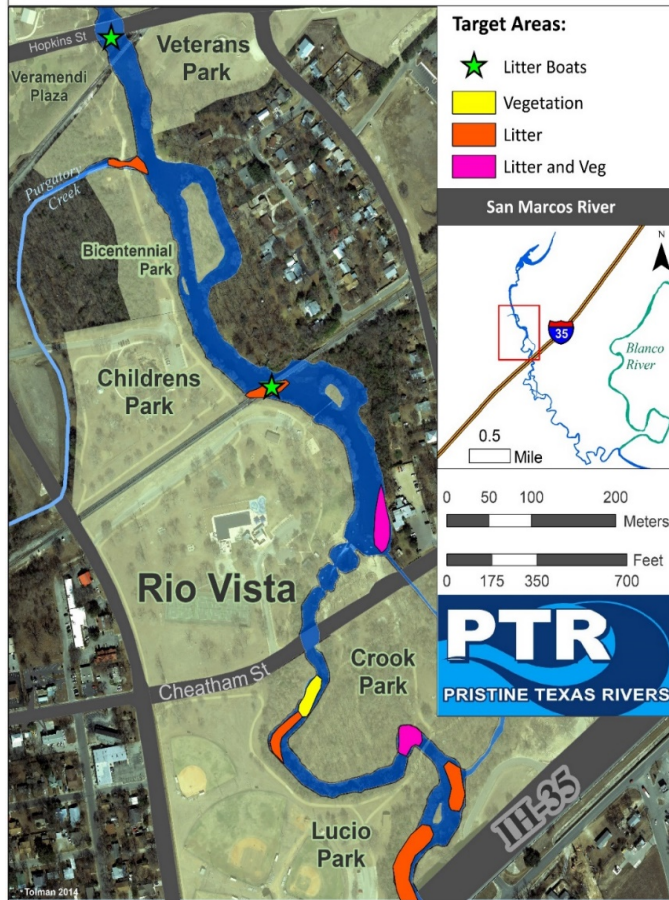 Hopkins St
Veramendi
Plaza
Veterans
Park
Purgatory
Creek
Bicentennial
Park
Childrens
Park
Rio Vista
Cheatham St
Crook
Park
Lucio
Park
IH-35
Tolman 2014
Target Areas:
Litter Boats
Vegetation
Litter
Litter and Veg
San Marcos River
N
35
Blanco
River
0.5
Mile
0 50 100 200
Meters
Feet
0 175 350 700
PTR
PRISTINE TEXAS RIVERS